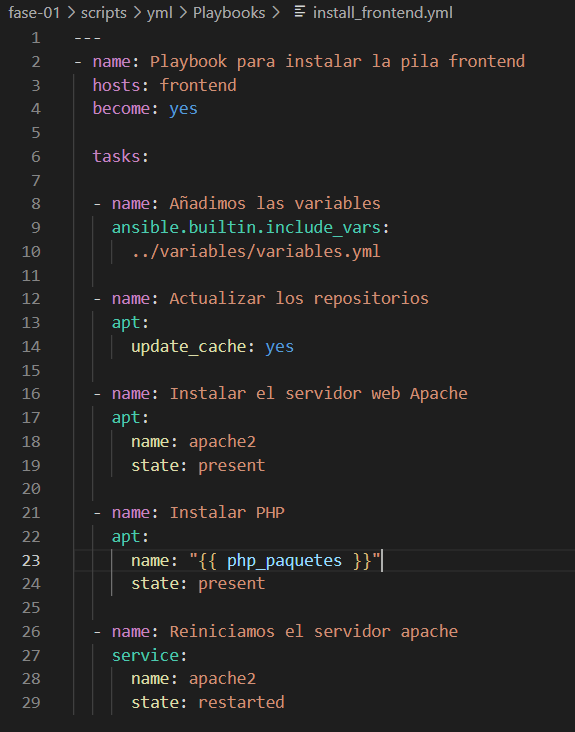 fase-01 > scripts > yml > Playbooks > install_frontend.yml
1 ---
2 - name: Playbook para instalar la pila frontend
3   hosts: frontend
4   become: yes
5
6   tasks:
7
8   - name: Añadimos las variables
9     ansible.builtin.include_vars:
10       ../variables/variables.yml
11
12   - name: Actualizar los repositorios
13     apt:
14       update_cache: yes
15
16   - name: Instalar el servidor web Apache
17     apt:
18       name: apache2
19       state: present
20
21   - name: Instalar PHP
22     apt:
23       name: "{{ php_paquetes }}"
24       state: present
25
26   - name: Reiniciamos el servidor apache
27     service:
28       name: apache2
29       state: restarted